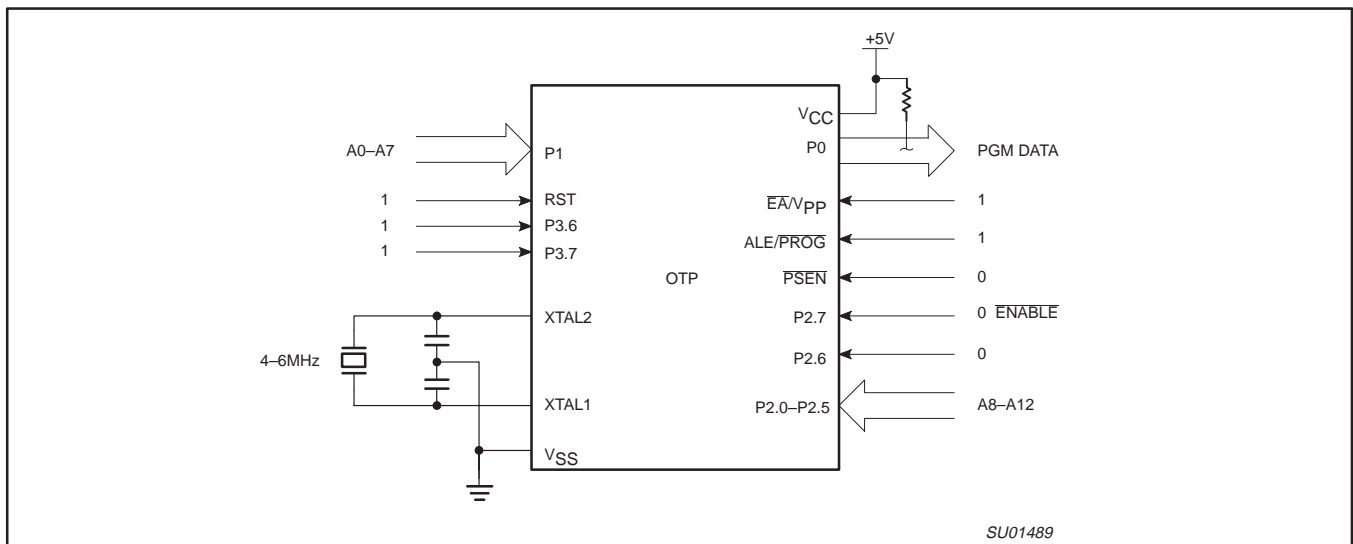 +5V
VCC
P0
PGM DATA
A0–A7
P1
1
RST
1
P3.6
1
P3.7
EA/VPP
1
ALE/PROG
1
OTP
PSEN
0
P2.7
0 ENABLE
P2.6
0
P2.0–P2.5
A8–A12
XTAL2
4–6MHz
XTAL1
VSS
SU01489